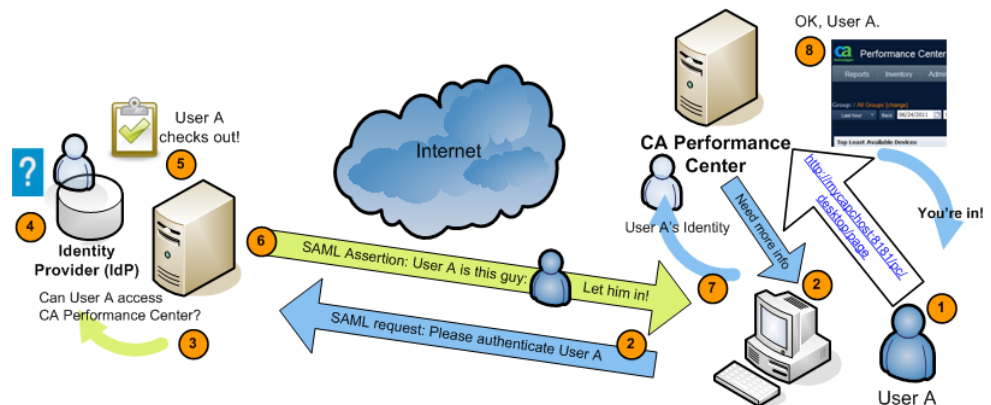 OK, User A.
8
ca
Performance Center
Reports Inventory
Group: / All Groups [change]
Last hour Back
Top Least Available Devices
User A
checks out!
5
?
4
Identity
Provider (IdP)
Can User A access
CA Performance Center?
3
Internet
CA Performance
Center
User A's Identity
Need more info
http://mycapchost:8181/pc/
desktop/page
You're in!
6
SAML Assertion: User A is this guy:
Let him in!
7
2
1
SAML request: Please authenticate User A
2
User A